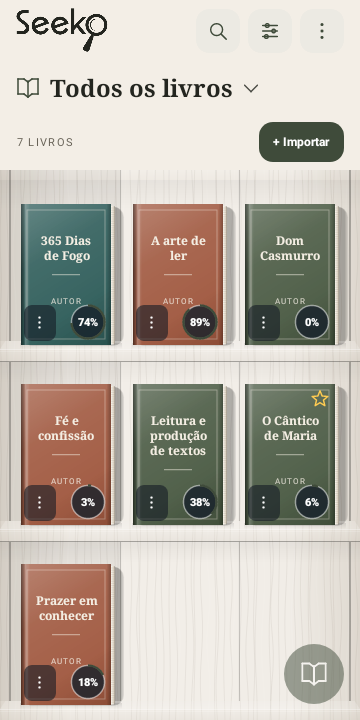 Seeko
Todos os livros
7 LIVROS
+ Importar
365 Dias
de Fogo
AUTOR
74%
A arte de
ler
89%
Dom
Casmurro
AUTOR
0%
Fé e
confissão
AUTOR
3%
Leitura e
produção
de textos
AUTOR
38%
O Cântico
de Maria
AUTOR
6%
Prazer em
conhecer
AUTOR
18%